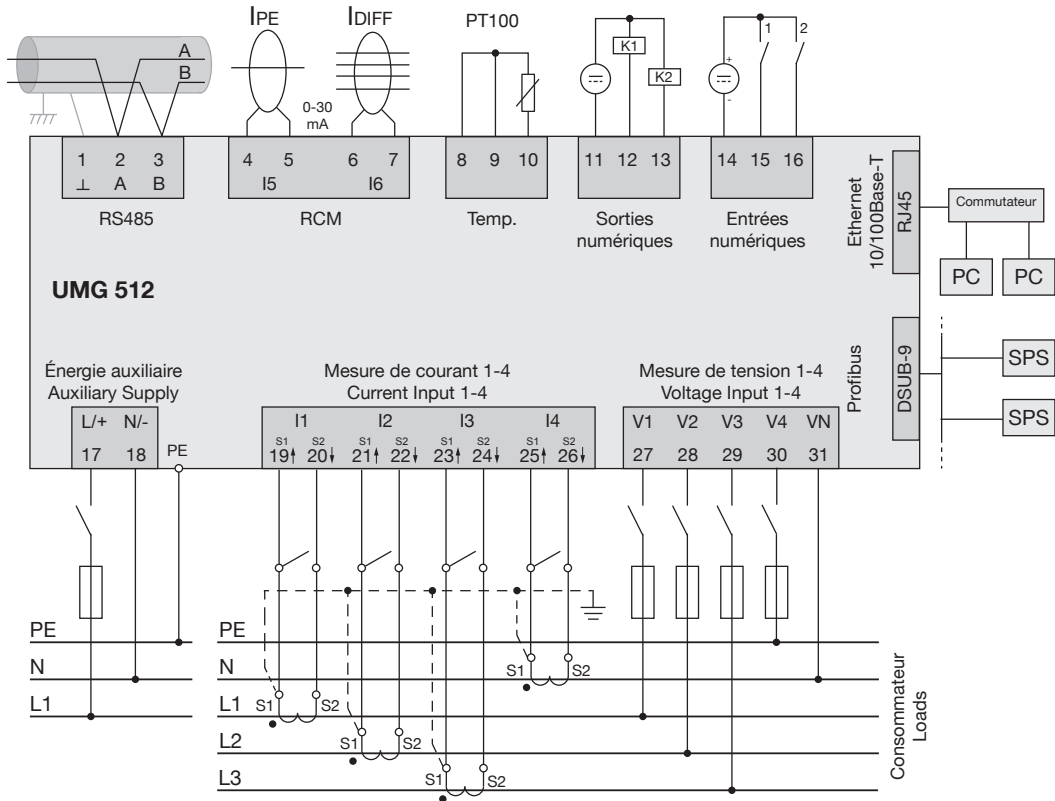 IPE
IDIFF
PT100
A
B
0-30
mA
K1
K2
+
-
1
2
1 2 3
⊥ A B
RS485
4 5 6 7
I5 I6
RCM
8 9 10
Temp.
11 12 13
Sorties
numériques
14 15 16
Entrées
numériques
Ethernet
10/100Base-T
RJ45
Commutateur
PC PC
UMG 512
Profibus
DSUB-9
SPS
SPS
Énergie auxiliaire
Auxiliary Supply
L/+ N/-
17 18
PE
Mesure de courant 1-4
Current Input 1-4
I1 I2 I3 I4
S1 S2 S1 S2 S1 S2 S1 S2
19 20 21 22 23 24 25 26
Mesure de tension 1-4
Voltage Input 1-4
V1 V2 V3 V4 VN
27 28 29 30 31
PE
N
L1
PE
N
L1
L2
L3
S1 S2
S1 S2
S1 S2
S1 S2
Consommateur
Loads